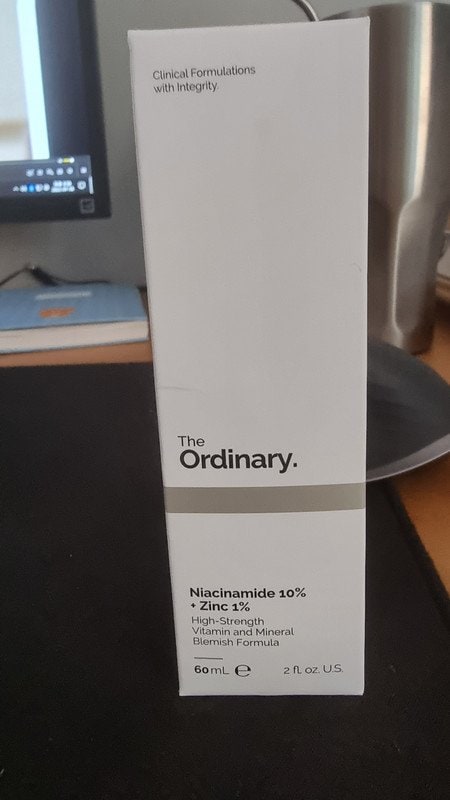 Clinical Formulations
with Integrity.
The
Ordinary.
Niacinamide 10%
+ Zinc 1%
High-Strength
Vitamin and Mineral
Blemish Formula
60 mL ℮ 2 fl. oz. U.S.